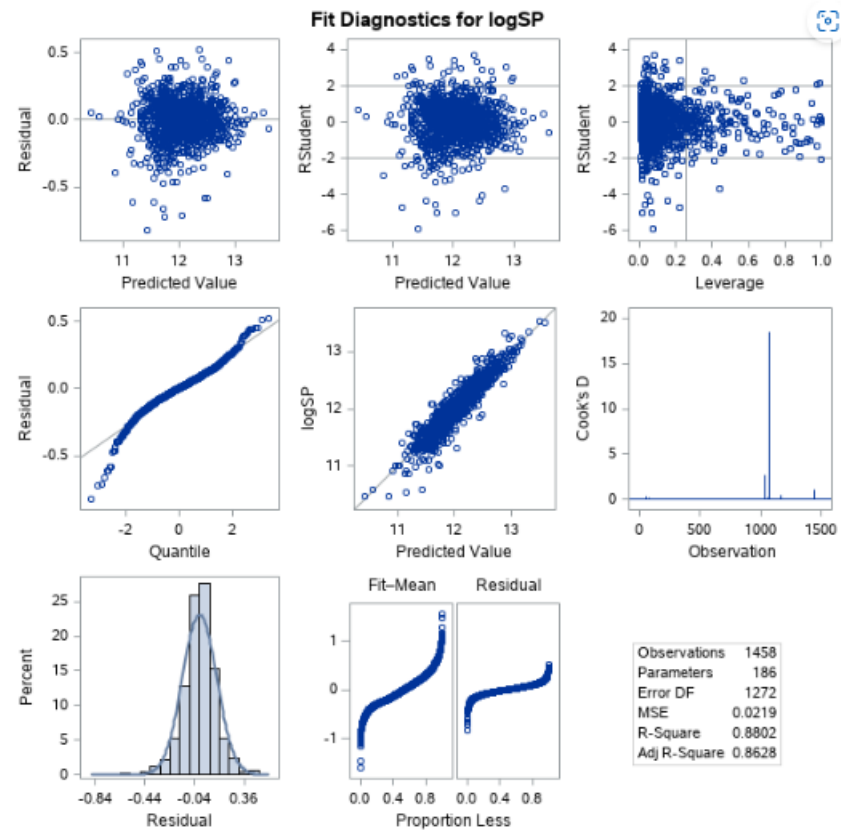 Fit Diagnostics for logSP
Residual
0.5
0.0
-0.5
11 12 13
Predicted Value
RStudent
4
2
0
-2
-4
-6
11 12 13
Predicted Value
RStudent
4
2
0
-2
-4
-6
0.0 0.2 0.4 0.6 0.8 1.0
Leverage
Residual
0.5
0.0
-0.5
-2 0 2
Quantile
logSP
13
12
11
11 12 13
Predicted Value
Cook's D
20
15
10
5
0
0 500 1000 1500
Observation
Percent
25
20
15
10
5
0
-0.84 -0.44 -0.04 0.36
Residual
Fit–Mean Residual
1
0
-1
0.0 0.4 0.8 0.0 0.4 0.8
Proportion Less
Observations 1458
Parameters 186
Error DF 1272
MSE 0.0219
R-Square 0.8802
Adj R-Square 0.8628